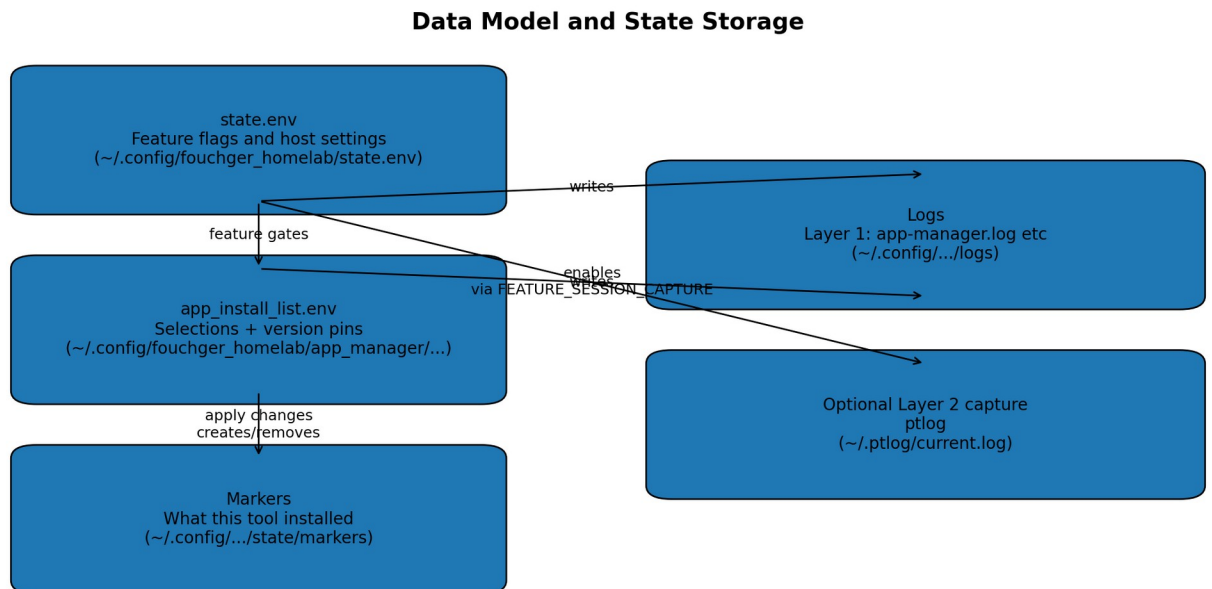 Data Model and State Storage
state.env
Feature flags and host settings
(~/.config/fouchger_homelab/state.env)
writes
Logs
Layer 1: app-manager.log etc
(~/.config/.../logs)
feature gates
enables
via FEATURE_SESSION_CAPTURE
writes
app_install_list.env
Selections + version pins
(~/.config/fouchger_homelab/app_manager/...)
Optional Layer 2 capture
ptlog
(~/.ptlog/current.log)
apply changes
creates/removes
Markers
What this tool installed
(~/.config/.../state/markers)